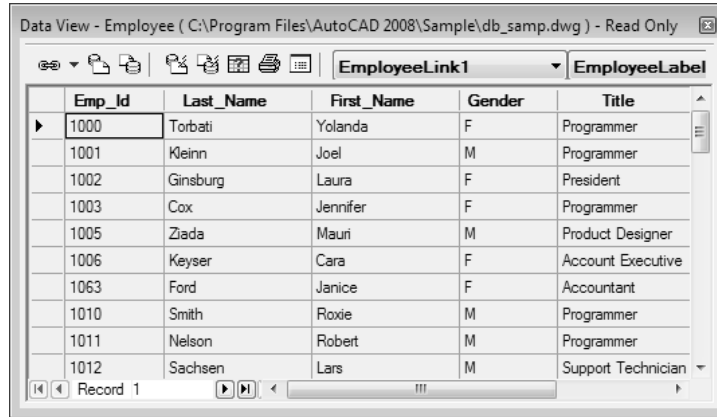 Data View - Employee ( C:\Program Files\AutoCAD 2008\Sample\db_samp.dwg ) - Read Only
EmployeeLink1 EmployeeLabel
Emp_Id Last_Name First_Name Gender Title
1000 Torbati Yolanda F Programmer
1001 Kleinn Joel M Programmer
1002 Ginsburg Laura F President
1003 Cox Jennifer F Programmer
1005 Ziada Mauri M Product Designer
1006 Keyser Cara F Account Executive
1063 Ford Janice F Accountant
1010 Smith Roxie M Programmer
1011 Nelson Robert M Programmer
1012 Sachsen Lars M Support Technician
Record 1